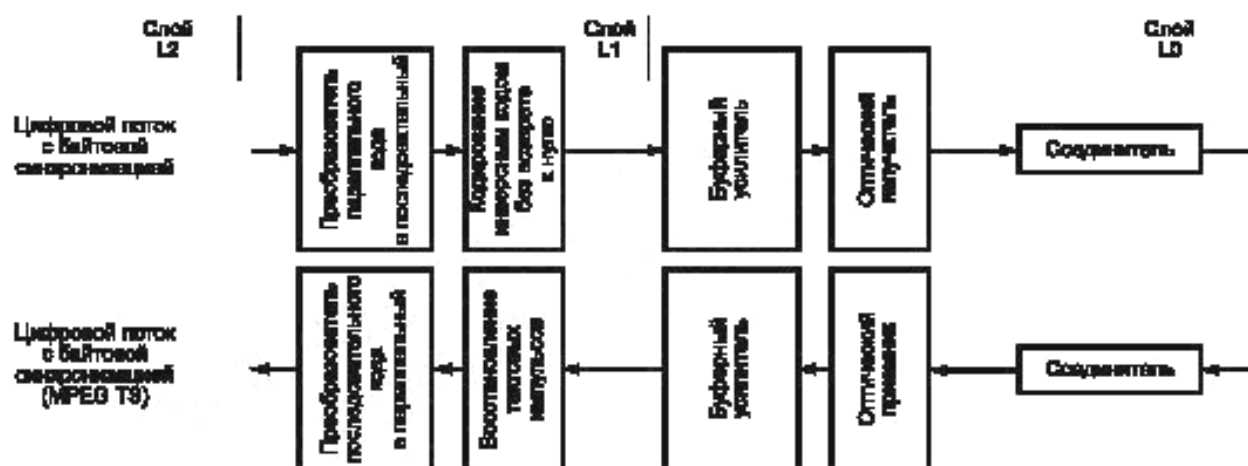 Слой
L2
Слой
L1
Слой
L0
Цифровой поток
с байтовой
синхронизацией
Преобразователь
параллельного
кода
в последовательный
Кодирование
инверсным кодом
без возврата
к нулю
Буферный
усилитель
Оптический
излучатель
Соединитель
Цифровой поток
с байтовой
синхронизацией
(MPEG TS)
Преобразователь
последовательного
кода
в параллельный
Восстановление
тактовых
импульсов
Буферный
усилитель
Оптический
приемник
Соединитель